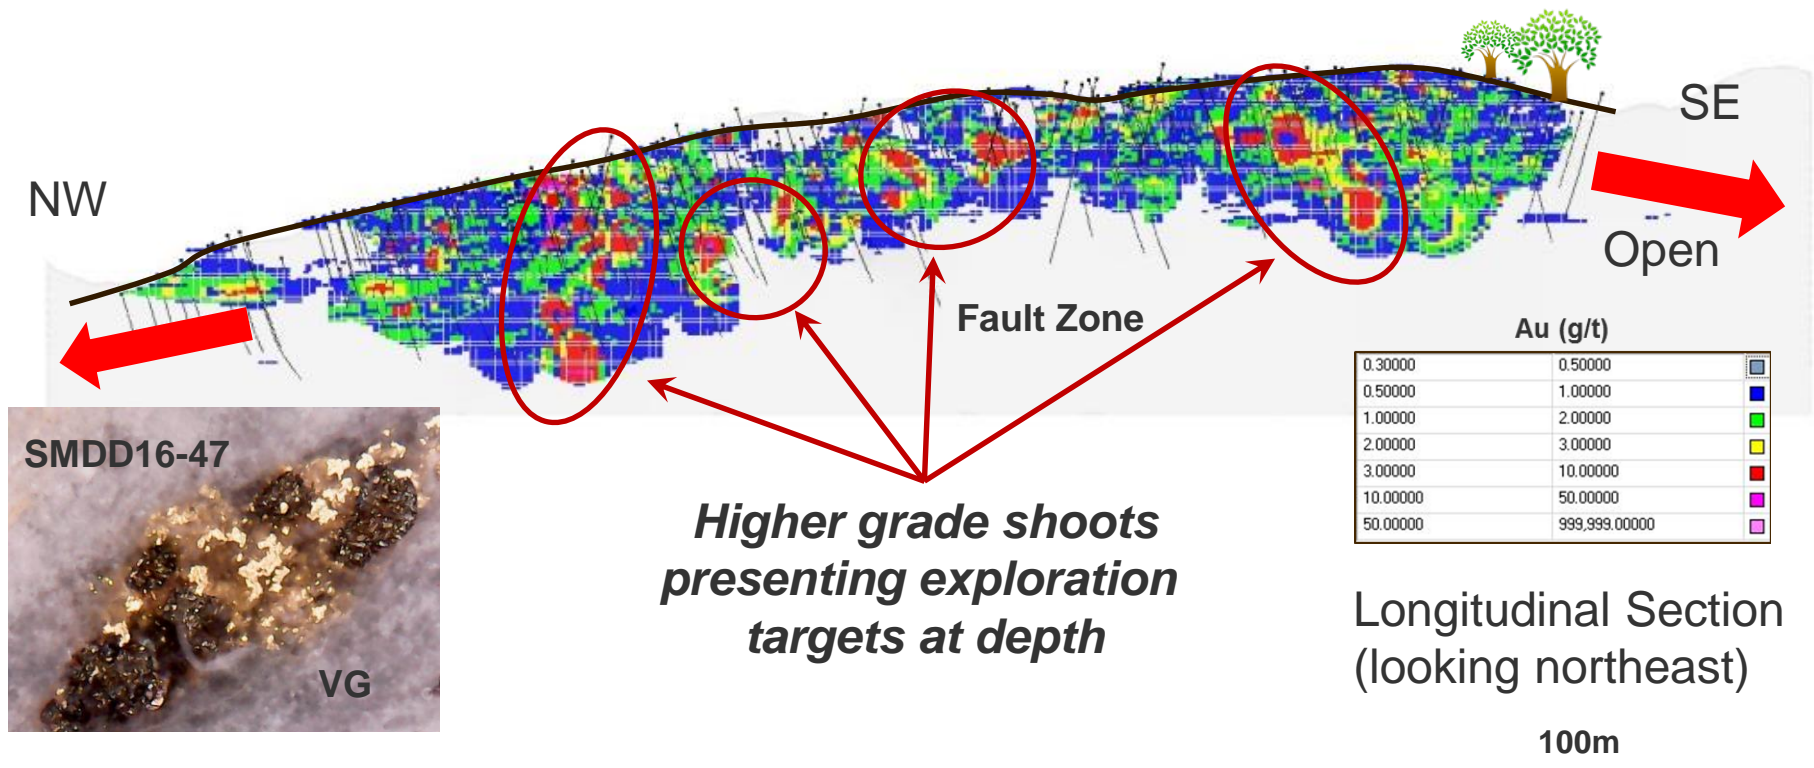 NW
SE
Open
Fault Zone
Au (g/t)
0.30000 0.50000
0.50000 1.00000
1.00000 2.00000
2.00000 3.00000
3.00000 10.00000
10.00000 50.00000
50.00000 999,999.00000
SMDD16-47
VG
Higher grade shoots
presenting exploration
targets at depth
Longitudinal Section
(looking northeast)
100m